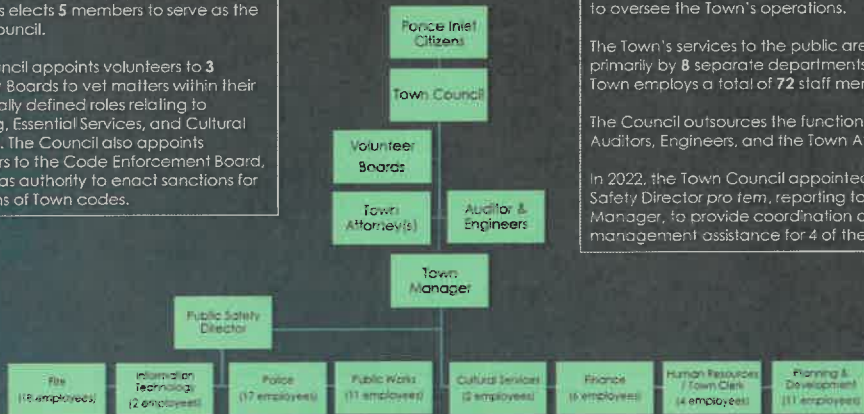 s elects 5 members to serve as the
ouncil.
ncil appoints volunteers to 3
Boards to vet matters within their
ally defined roles relating to
g, Essential Services, and Cultural
. The Council also appoints
rs to the Code Enforcement Board,
as authority to enact sanctions for
ns of Town codes.
Ponce Inlet
Citizens
Town Council
Volunteer
Boards
Town
Attorney(s)
Auditor &
Engineers
Town
Manager
to oversee the Town's operations.
The Town's services to the public are
primarily by 8 separate departments
Town employs a total of 72 staff mem
The Council outsources the function
Auditors, Engineers, and the Town A
In 2022, the Town Council appointed
Safety Director pro tem, reporting to
Manager, to provide coordination a
management assistance for 4 of the
Public Safety
Director
Fire
(18 employees)
Information
Technology
(2 employees)
Police
(17 employees)
Public Works
(11 employees)
Cultural Services
(2 employees)
Finance
(6 employees)
Human Resources
/ Town Clerk
(4 employees)
Planning &
Development
(11 employees)